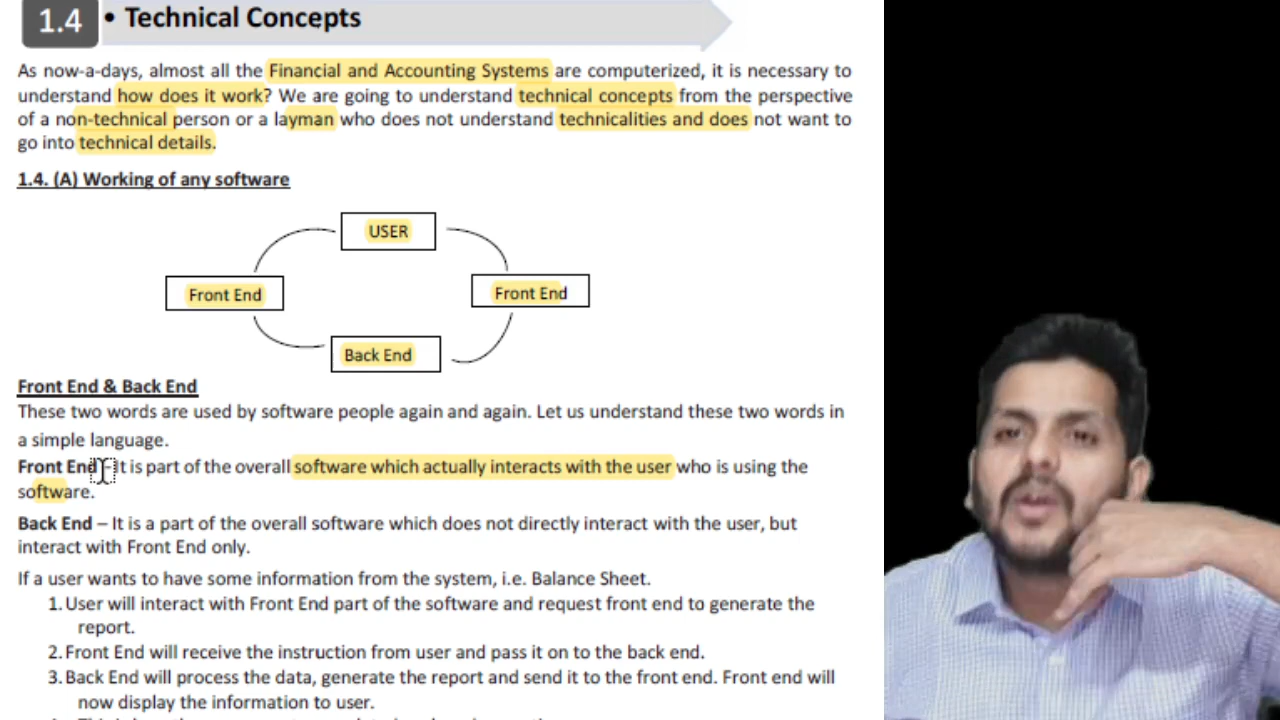 1.4 • Technical Concepts
As now-a-days, almost all the Financial and Accounting Systems are computerized, it is necessary to
understand how does it work? We are going to understand technical concepts from the perspective
of a non-technical person or a layman who does not understand technicalities and does not want to
go into technical details.
1.4. (A) Working of any software
USER
Front End
Front End
Back End
Front End & Back End
These two words are used by software people again and again. Let us understand these two words in
a simple language.
Front End – It is part of the overall software which actually interacts with the user who is using the
software.
Back End – It is a part of the overall software which does not directly interact with the user, but
interact with Front End only.
If a user wants to have some information from the system, i.e. Balance Sheet.
1. User will interact with Front End part of the software and request front end to generate the
report.
2. Front End will receive the instruction from user and pass it on to the back end.
3. Back End will process the data, generate the report and send it to the front end. Front end will
now display the information to user.